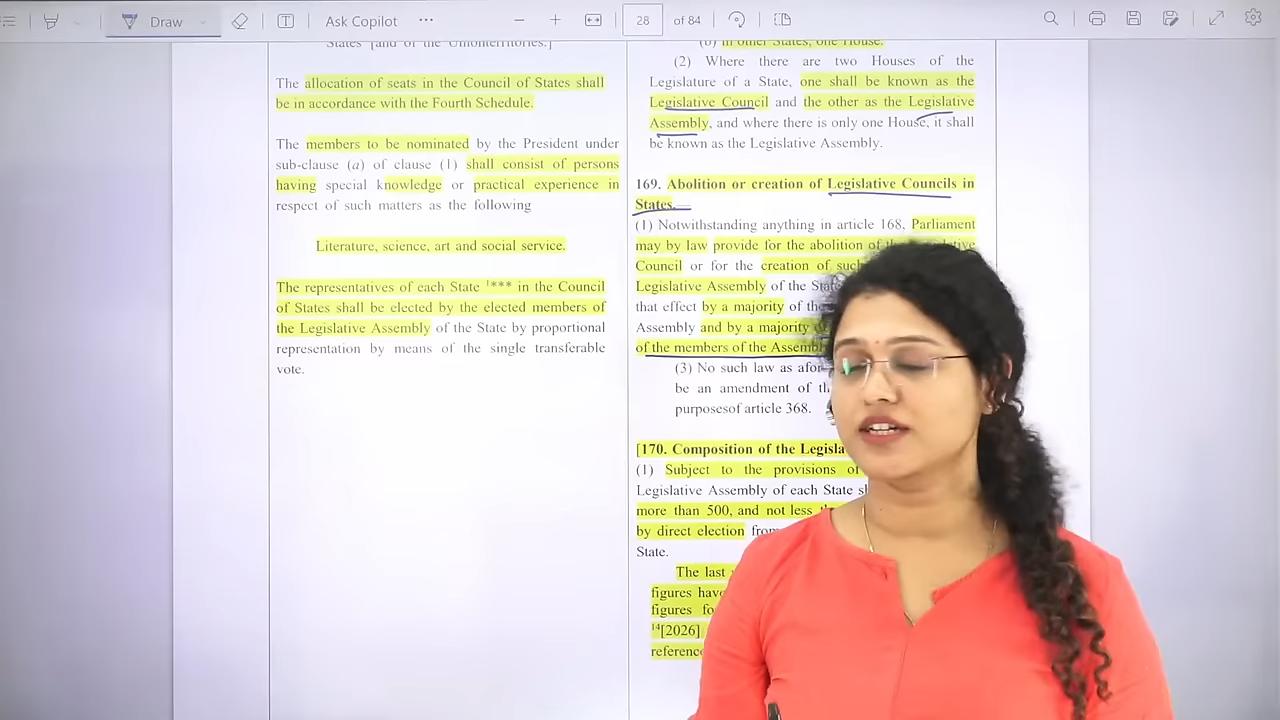 Draw
Ask Copilot
28 of 84
States [and of the Unionterritories.]
The allocation of seats in the Council of States shall
be in accordance with the Fourth Schedule.
The members to be nominated by the President under
sub-clause (a) of clause (1) shall consist of persons
having special knowledge or practical experience in
respect of such matters as the following
Literature, science, art and social service.
The representatives of each State 1*** in the Council
of States shall be elected by the elected members of
the Legislative Assembly of the State by proportional
representation by means of the single transferable
vote.
(b) in other States, one House.
(2) Where there are two Houses of the
Legislature of a State, one shall be known as the
Legislative Council and the other as the Legislative
Assembly, and where there is only one House, it shall
be known as the Legislative Assembly.
169. Abolition or creation of Legislative Councils in
States.—
(1) Notwithstanding anything in article 168, Parliament
may by law provide for the abolition of
Council or for the creation of such
Legislative Assembly of the
that effect by a majority of the
Assembly and by a majority
of the members of the
(3) No such law as
be an amendment of
purposesof article 368.
[170. Composition of the
(1) Subject to the provisions of
Legislative Assembly of each State
more than 500, and not less
by direct election
State.
The last
figures have
figures
14[2026]